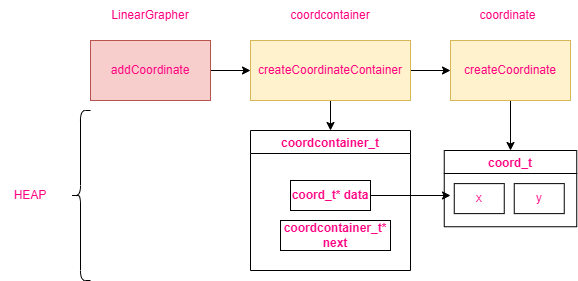 LinearGrapher
coordcontainer
coordinate
addCoordinate
createCoordinateContainer
createCoordinate
HEAP
coordcontainer_t
coord_t* data
coordcontainer_t*
next
coord_t
x
y